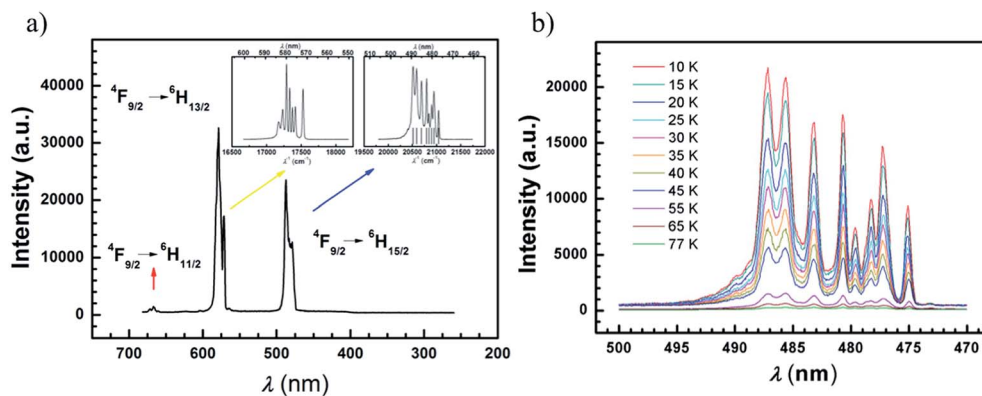 a)
Intensity (a.u.)
50000
40000
30000
20000
10000
0
700 600 500 400 300 200
λ (nm)
⁴F₉/₂ → ⁶H₁₃/₂
⁴F₉/₂ → ⁶H₁₁/₂
⁴F₉/₂ → ⁶H₁₅/₂
λ (nm)
600 590 580 570 560 550
16500 17000 17500 18000
λ⁻¹ (cm⁻¹)
λ (nm)
510 500 490 480 470 460
19500 20000 20500 21000 21500 22000
λ⁻¹ (cm⁻¹)
b)
Intensity (a.u.)
20000
15000
10000
5000
0
500 495 490 485 480 475 470
λ (nm)
10 K
15 K
20 K
25 K
30 K
35 K
40 K
45 K
55 K
65 K
77 K